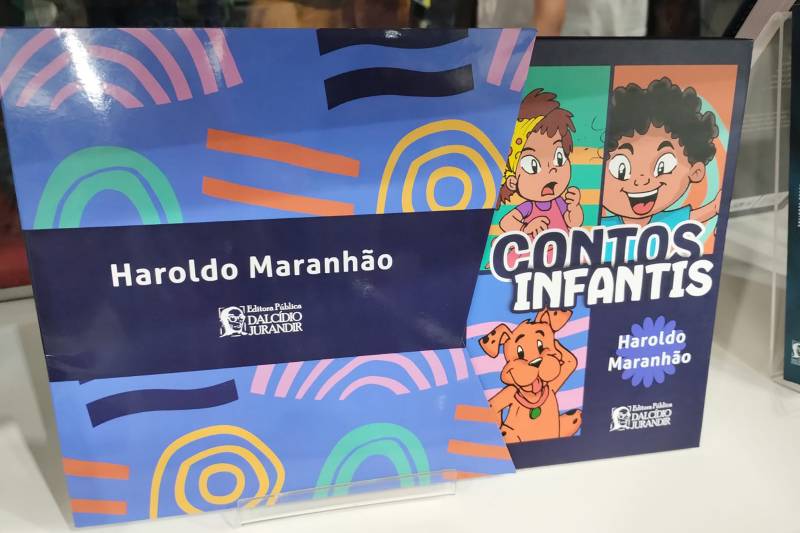 Haroldo Maranhão
Editora Pública
DALCÍDIO
JURANDIR
CONTOS
INFANTIS
Haroldo
Maranhão
Editora Pública
DALCÍDIO
JURANDIR